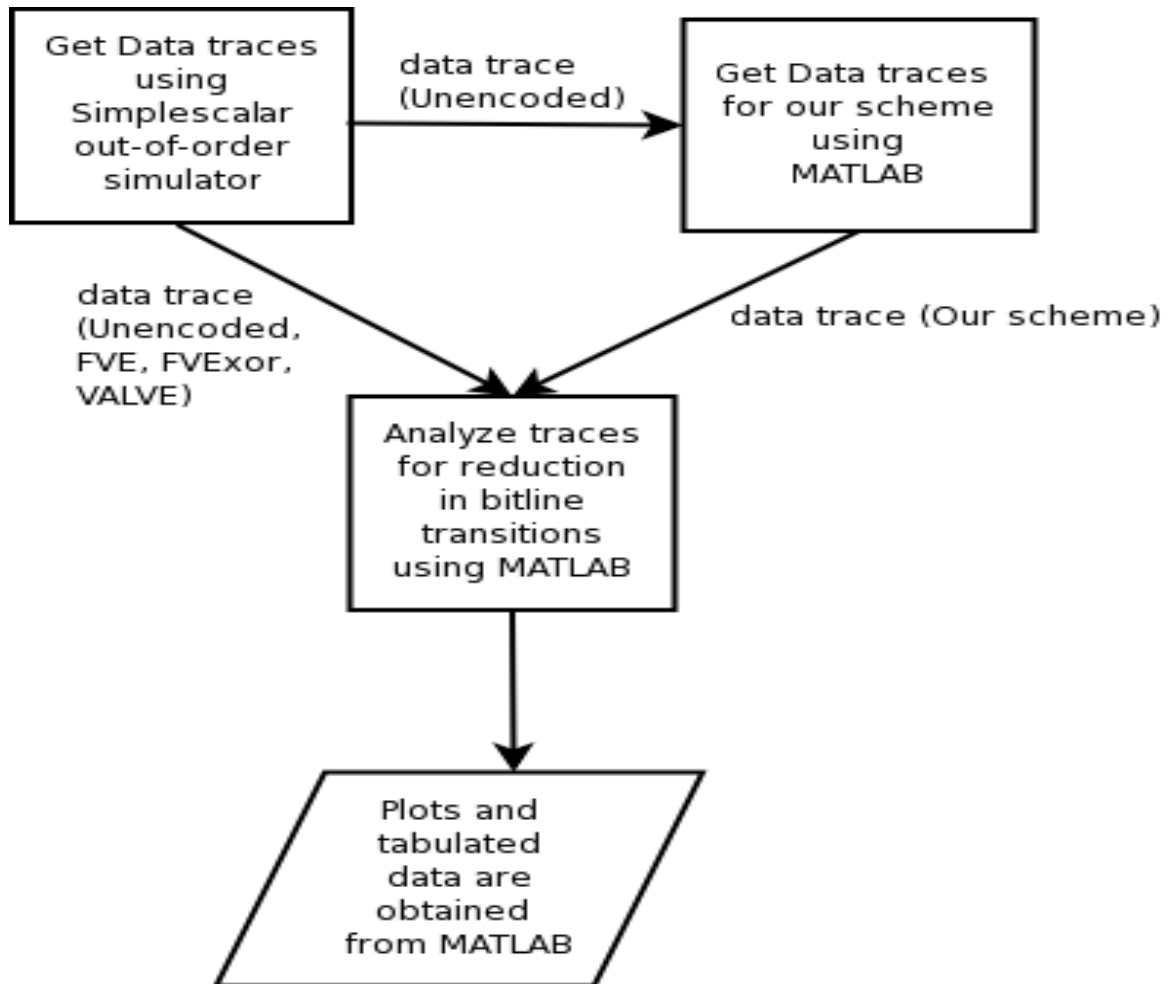 Get Data traces
using
Simplescalar
out-of-order
simulator
data trace
(Unencoded)
Get Data traces
for our scheme
using
MATLAB
data trace
(Unencoded,
FVE, FVExor,
VALVE)
data trace (Our scheme)
Analyze traces
for reduction
in bitline
transitions
using MATLAB
Plots and
tabulated
data are
obtained
from MATLAB